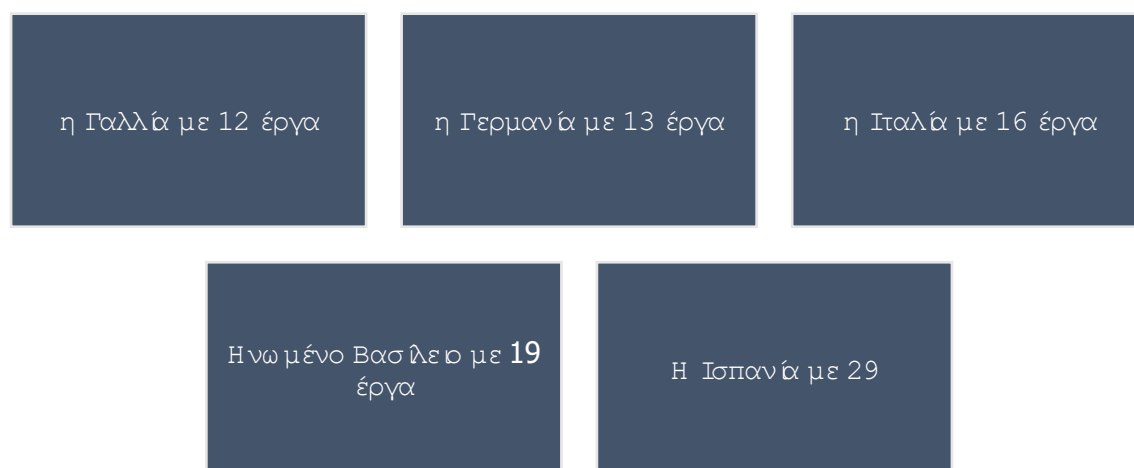 η Γαλλία με 12 έργα
η Γερμανία με 13 έργα
η Ιταλία με 16 έργα
Ηνωμένο Βασίλειο με 19
έργα
Η Ισπανία με 29